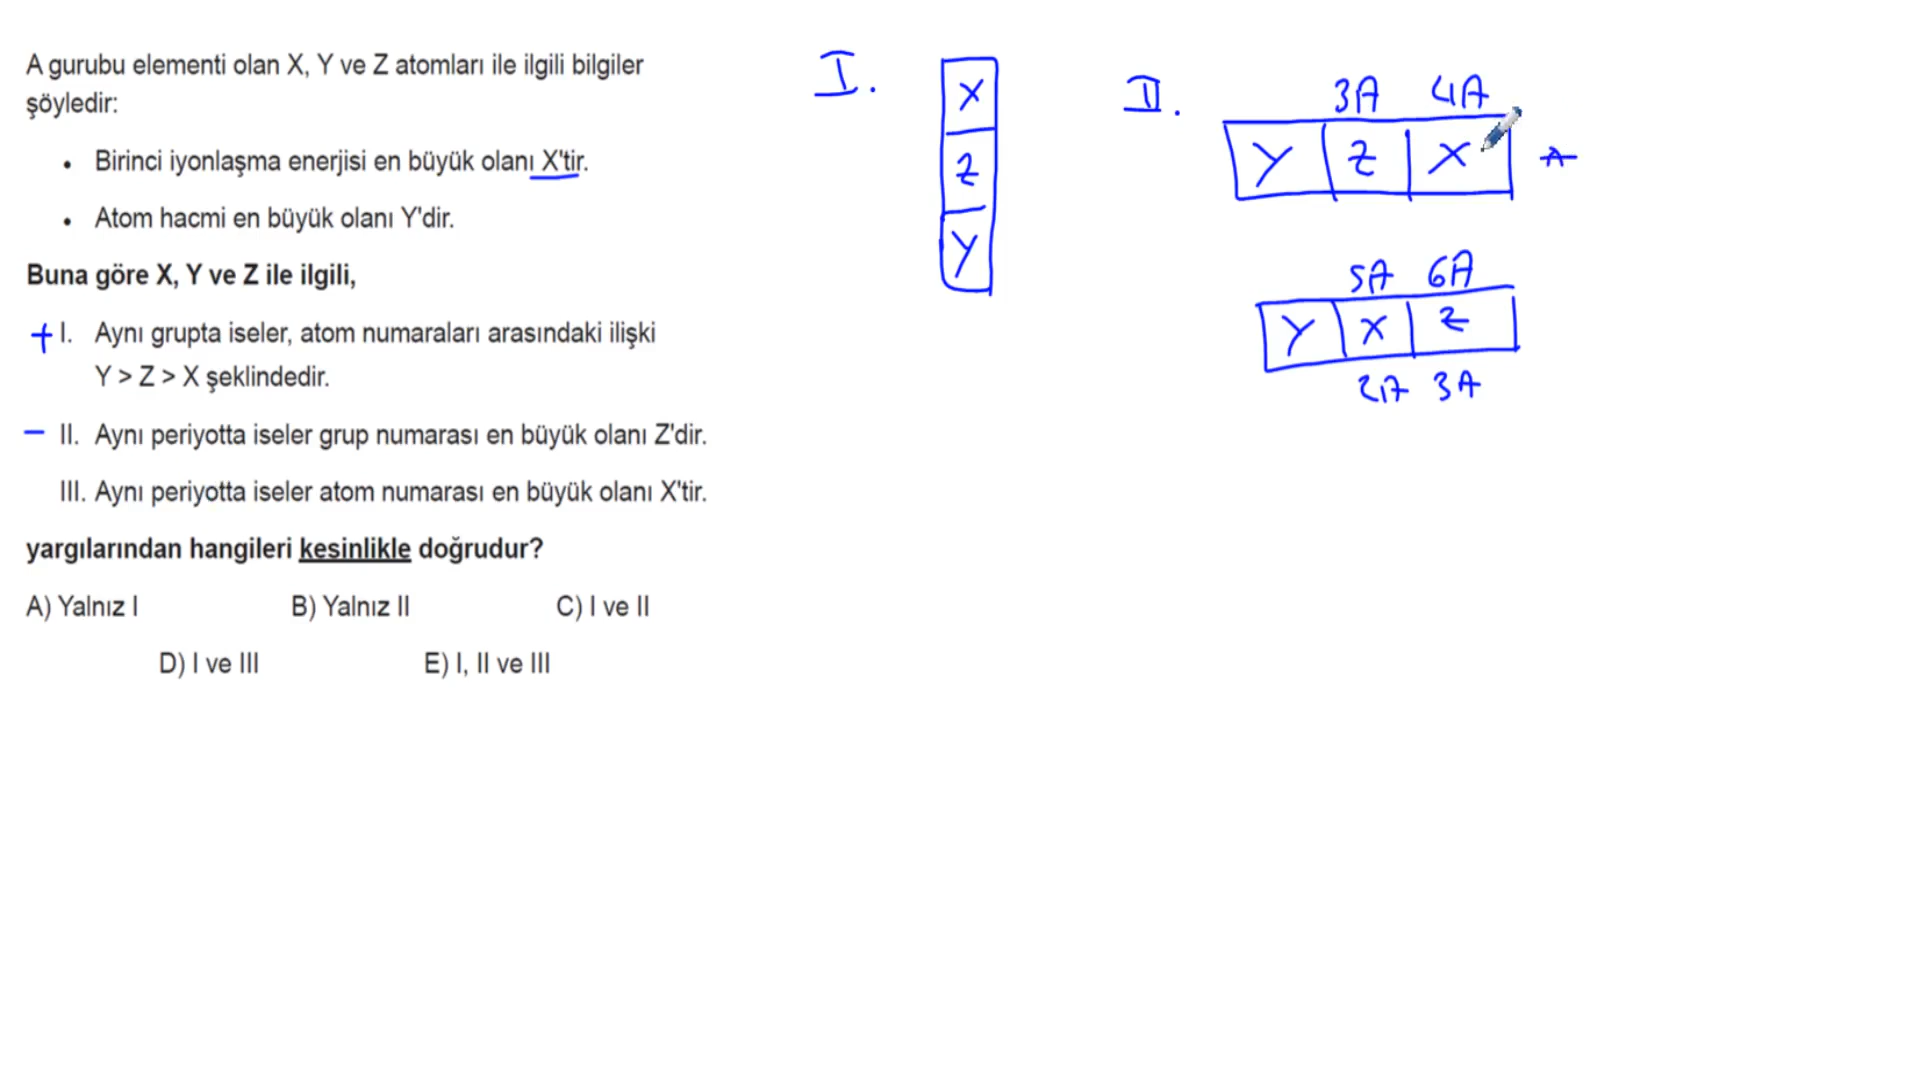 A gurubu elementi olan X, Y ve Z atomları ile ilgili bilgiler
şöyledir:
• Birinci iyonlaşma enerjisi en büyük olanı X'tir.
• Atom hacmi en büyük olanı Y'dir.
Buna göre X, Y ve Z ile ilgili,
+ I. Aynı grupta iseler, atom numaraları arasındaki ilişki
Y > Z > X şeklindedir.
– II. Aynı periyotta iseler grup numarası en büyük olanı Z'dir.
III. Aynı periyotta iseler atom numarası en büyük olanı X'tir.
yargılarından hangileri kesinlikle doğrudur?
A) Yalnız I B) Yalnız II C) I ve II
D) I ve III E) I, II ve III
I.
X
Z
Y
II.
3A 4A
Y Z X
5A 6A
Y X Z
2A 3A